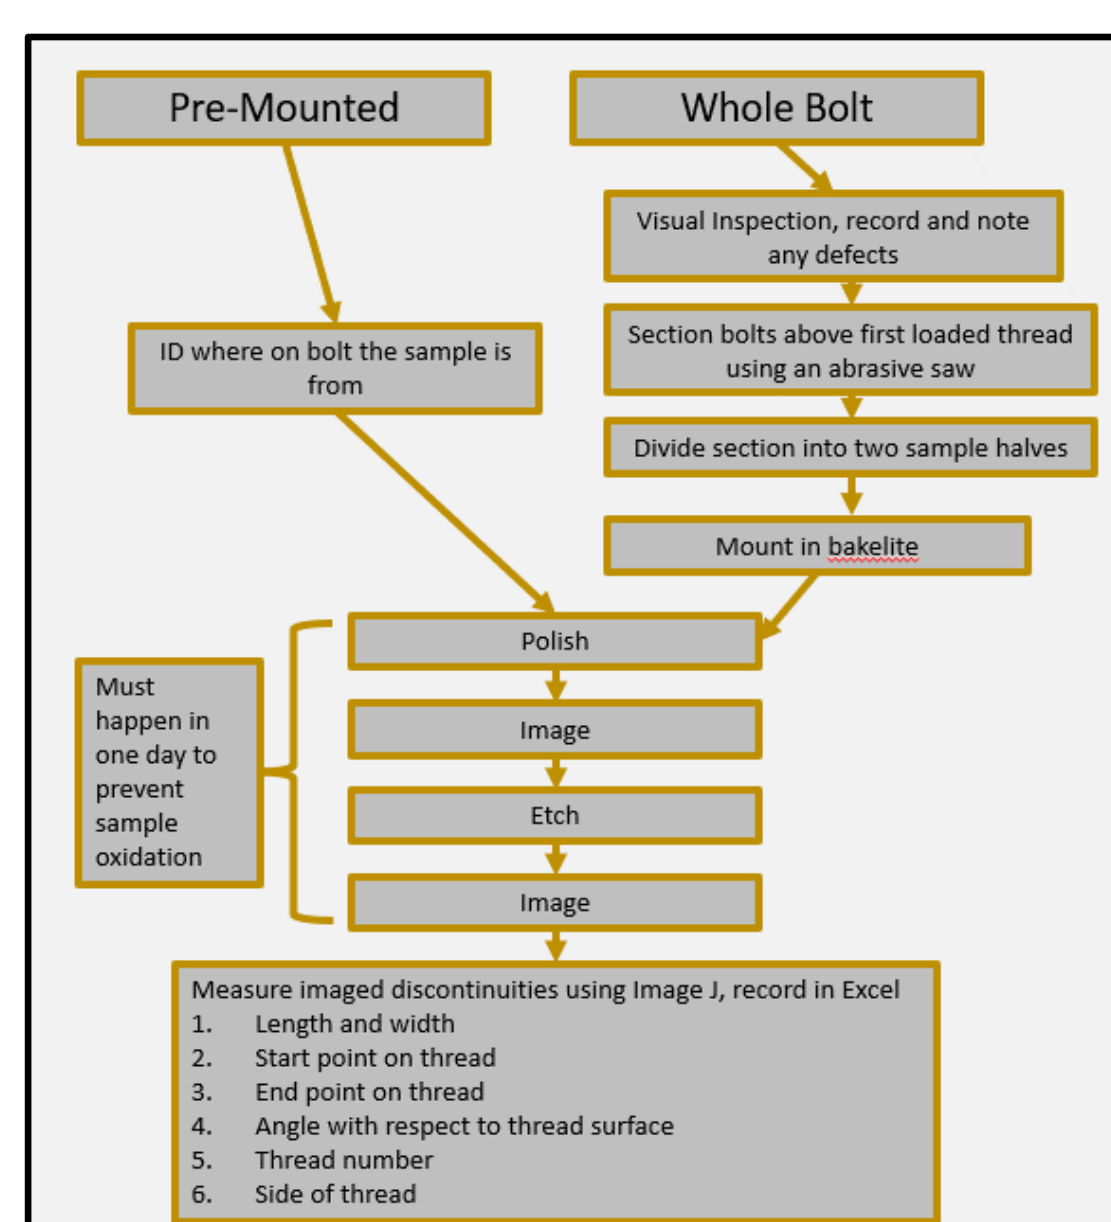 Pre-Mounted
Whole Bolt
Visual Inspection, record and note
any defects
ID where on bolt the sample is
from
Section bolts above first loaded thread
using an abrasive saw
Divide section into two sample halves
Mount in bakelite
Polish
Must
happen in
one day to
prevent
sample
oxidation
Image
Etch
Image
Measure imaged discontinuities using Image J, record in Excel
1. Length and width
2. Start point on thread
3. End point on thread
4. Angle with respect to thread surface
5. Thread number
6. Side of thread